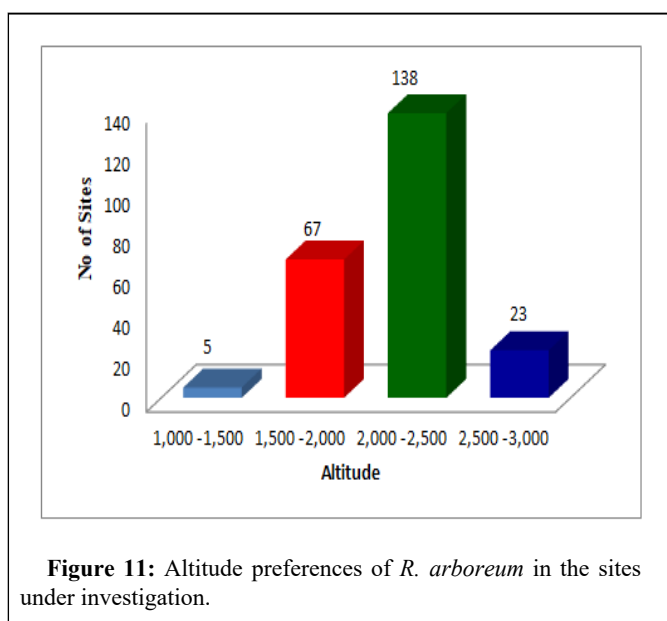 138
140
120
100
80
60
40
20
0
No of Sites
67
5
23
1,000 -1,500 1,500 -2,000 2,000 -2,500 2,500 -3,000
Altitude
Figure 11: Altitude preferences of R. arboreum in the sites
under investigation.